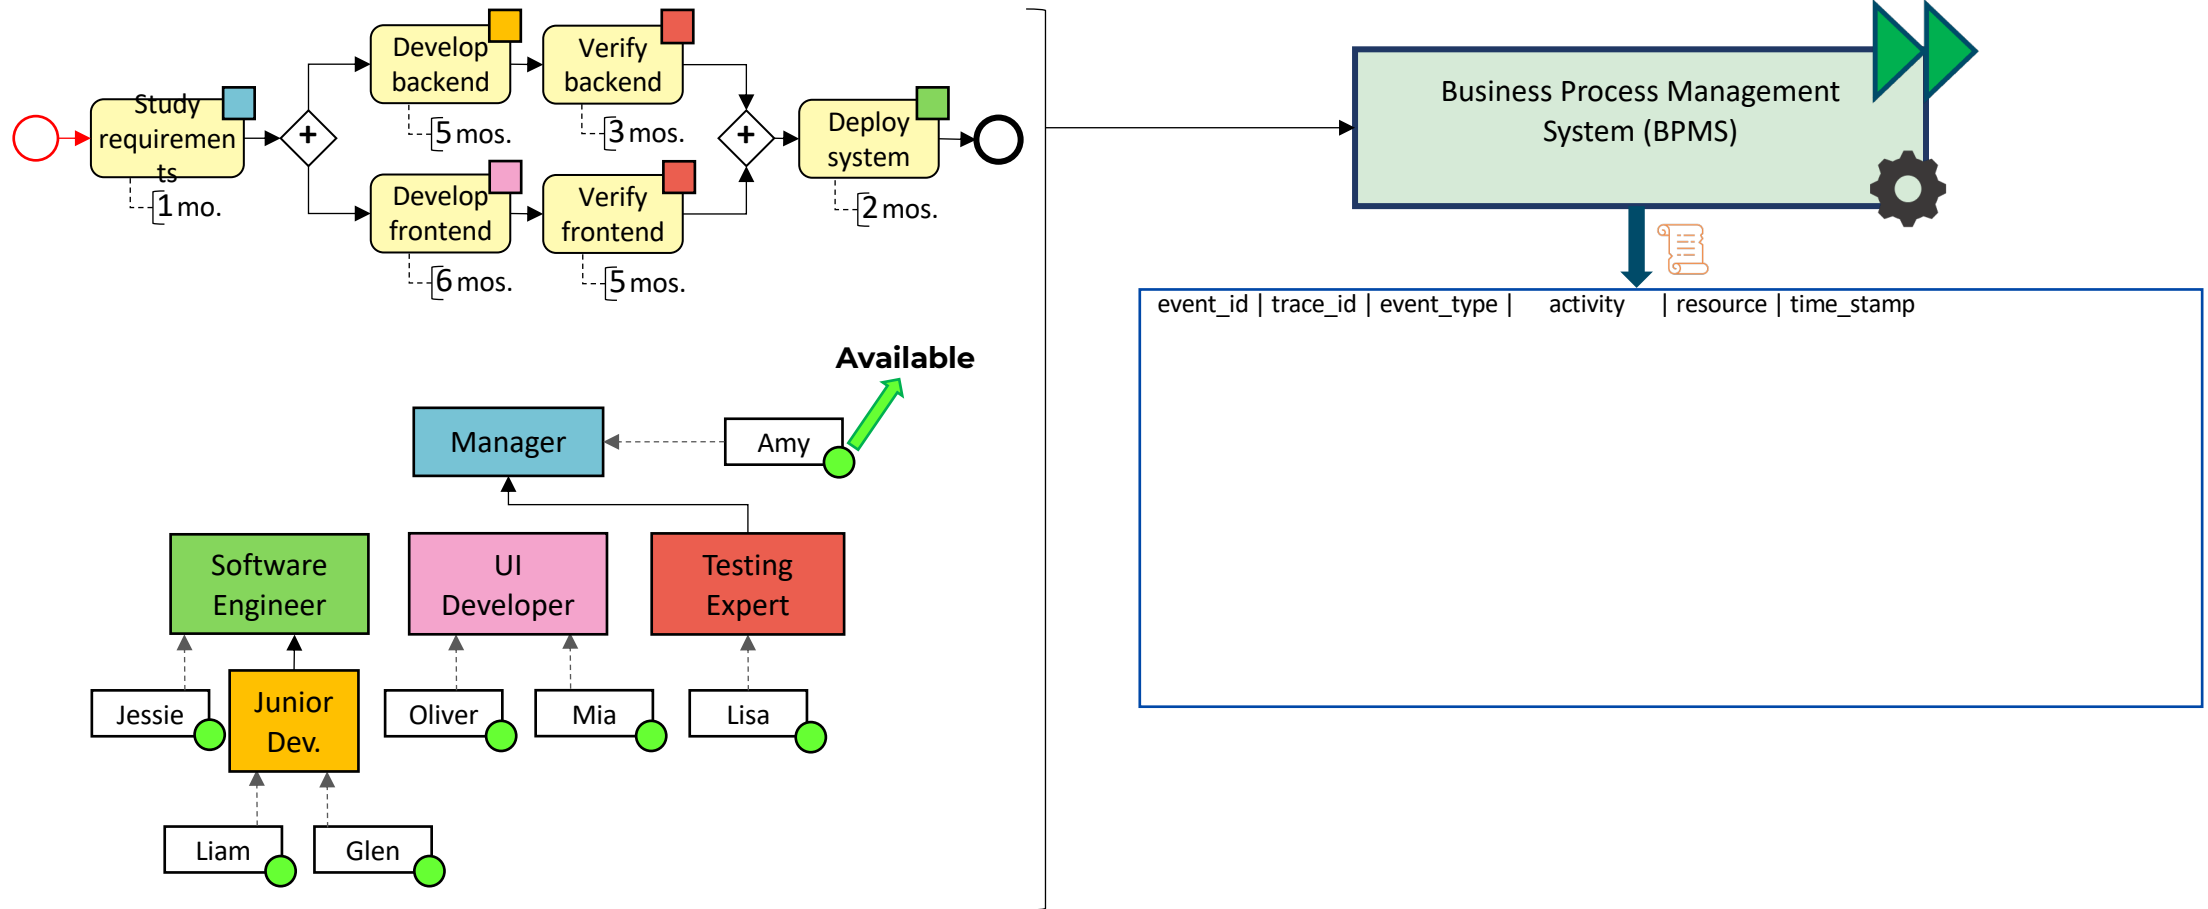 Study
requiremen
ts
1 mo.
+
Develop
backend
5 mos.
Verify
backend
3 mos.
Develop
frontend
6 mos.
Verify
frontend
5 mos.
+
Deploy
system
2 mos.
Business Process Management
System (BPMS)
event_id | trace_id | event_type | activity | resource | time_stamp
Available
Manager
Amy
Software
Engineer
UI
Developer
Testing
Expert
Jessie
Junior
Dev.
Oliver
Mia
Lisa
Liam
Glen